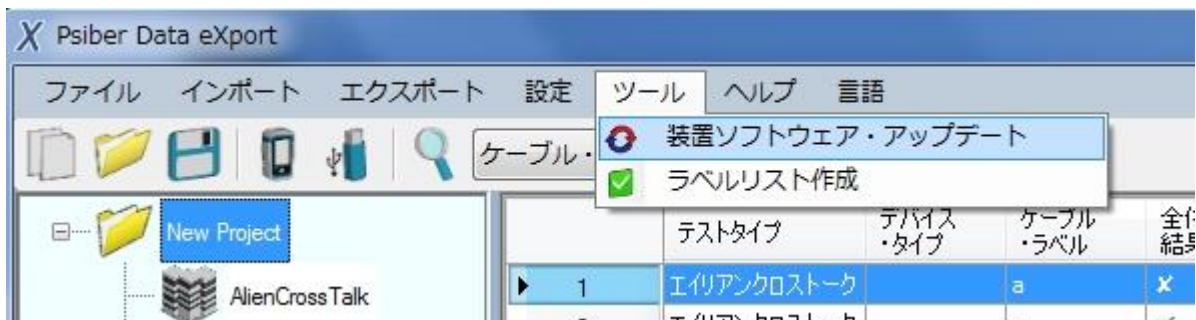 Psiber Data eXport
ファイル インポート エクスポート 設定 ツール ヘルプ 言語
装置ソフトウェア・アップデート
ケーブル・
ラベルリスト作成
New Project
テストタイプ
デバイス
・タイプ
ケーブル
・ラベル
結果
1 エイリアンクロストーク a
AlienCrossTalk